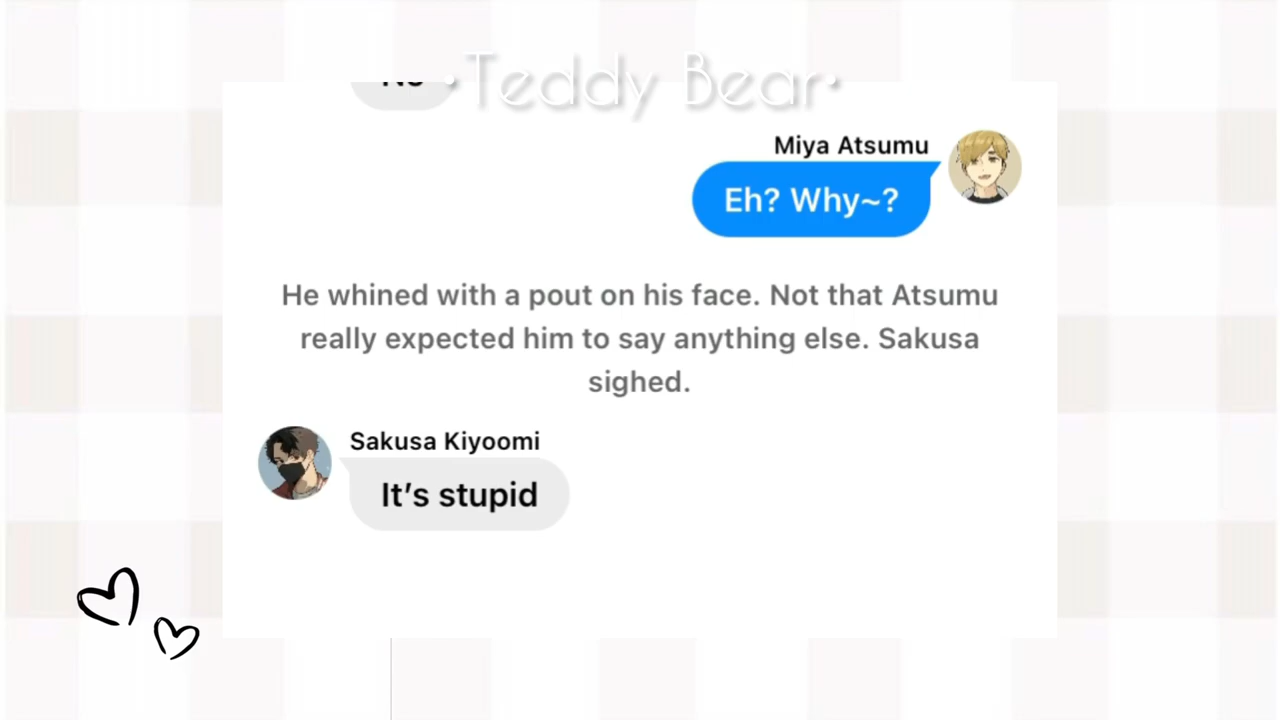 •Teddy Bear•
No
Miya Atsumu
Eh? Why~?
He whined with a pout on his face. Not that Atsumu
really expected him to say anything else. Sakusa
sighed.
Sakusa Kiyoomi
It's stupid